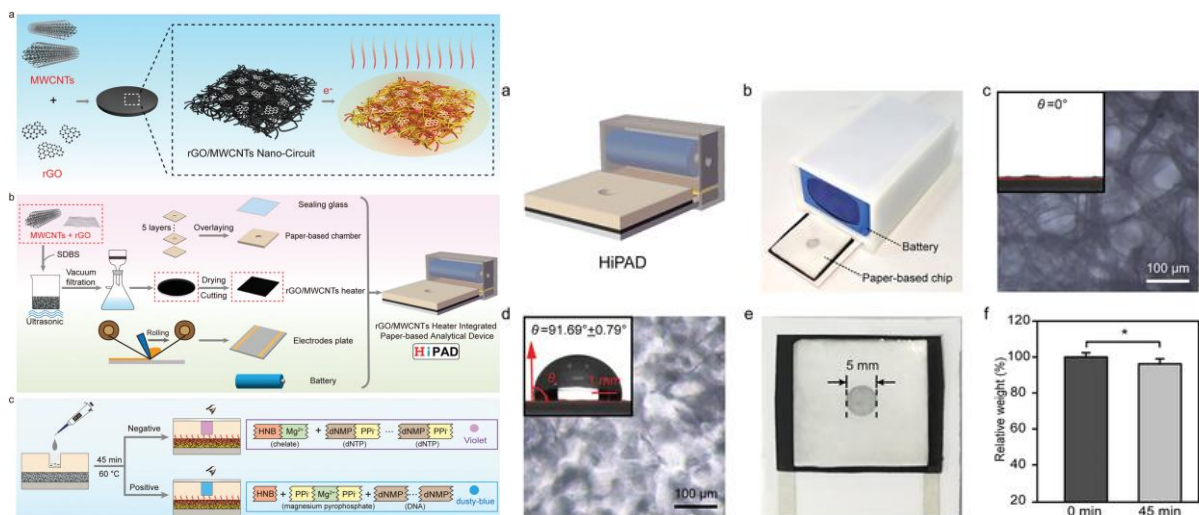 a
MWCNTs
+
rGO
rGO/MWCNTs Nano-Circuit
e⁻
b
MWCNTs + rGO
SDBS
Ultrasonic
Vacuum
filtration
5 layers
Overlaying
Sealing glass
Paper-based chamber
Drying
Cutting
rGO/MWCNTs heater
Rolling
Electrodes plate
Battery
rGO/MWCNTs Heater Integrated
Paper-based Analytical Device
HiPAD
c
45 min
60 °C
Negative
HNB Mg²⁺ + dNMP PPi ... dNMP PPi
(chelate) (dNTP) (dNTP)
Violet
Positive
HNB + PPi Mg²⁺ PPi + dNMP ... dNMP
(magnesium pyrophosphate) (DNA)
dusty-blue
a
HiPAD
b
Battery
Paper-based chip
c
θ=0°
100 μm
d
θ=91.69°±0.79°
θ
1 mm
100 μm
e
5 mm
f
Relative weight (%)
120
100
80
60
40
20
*
0 min 45 min